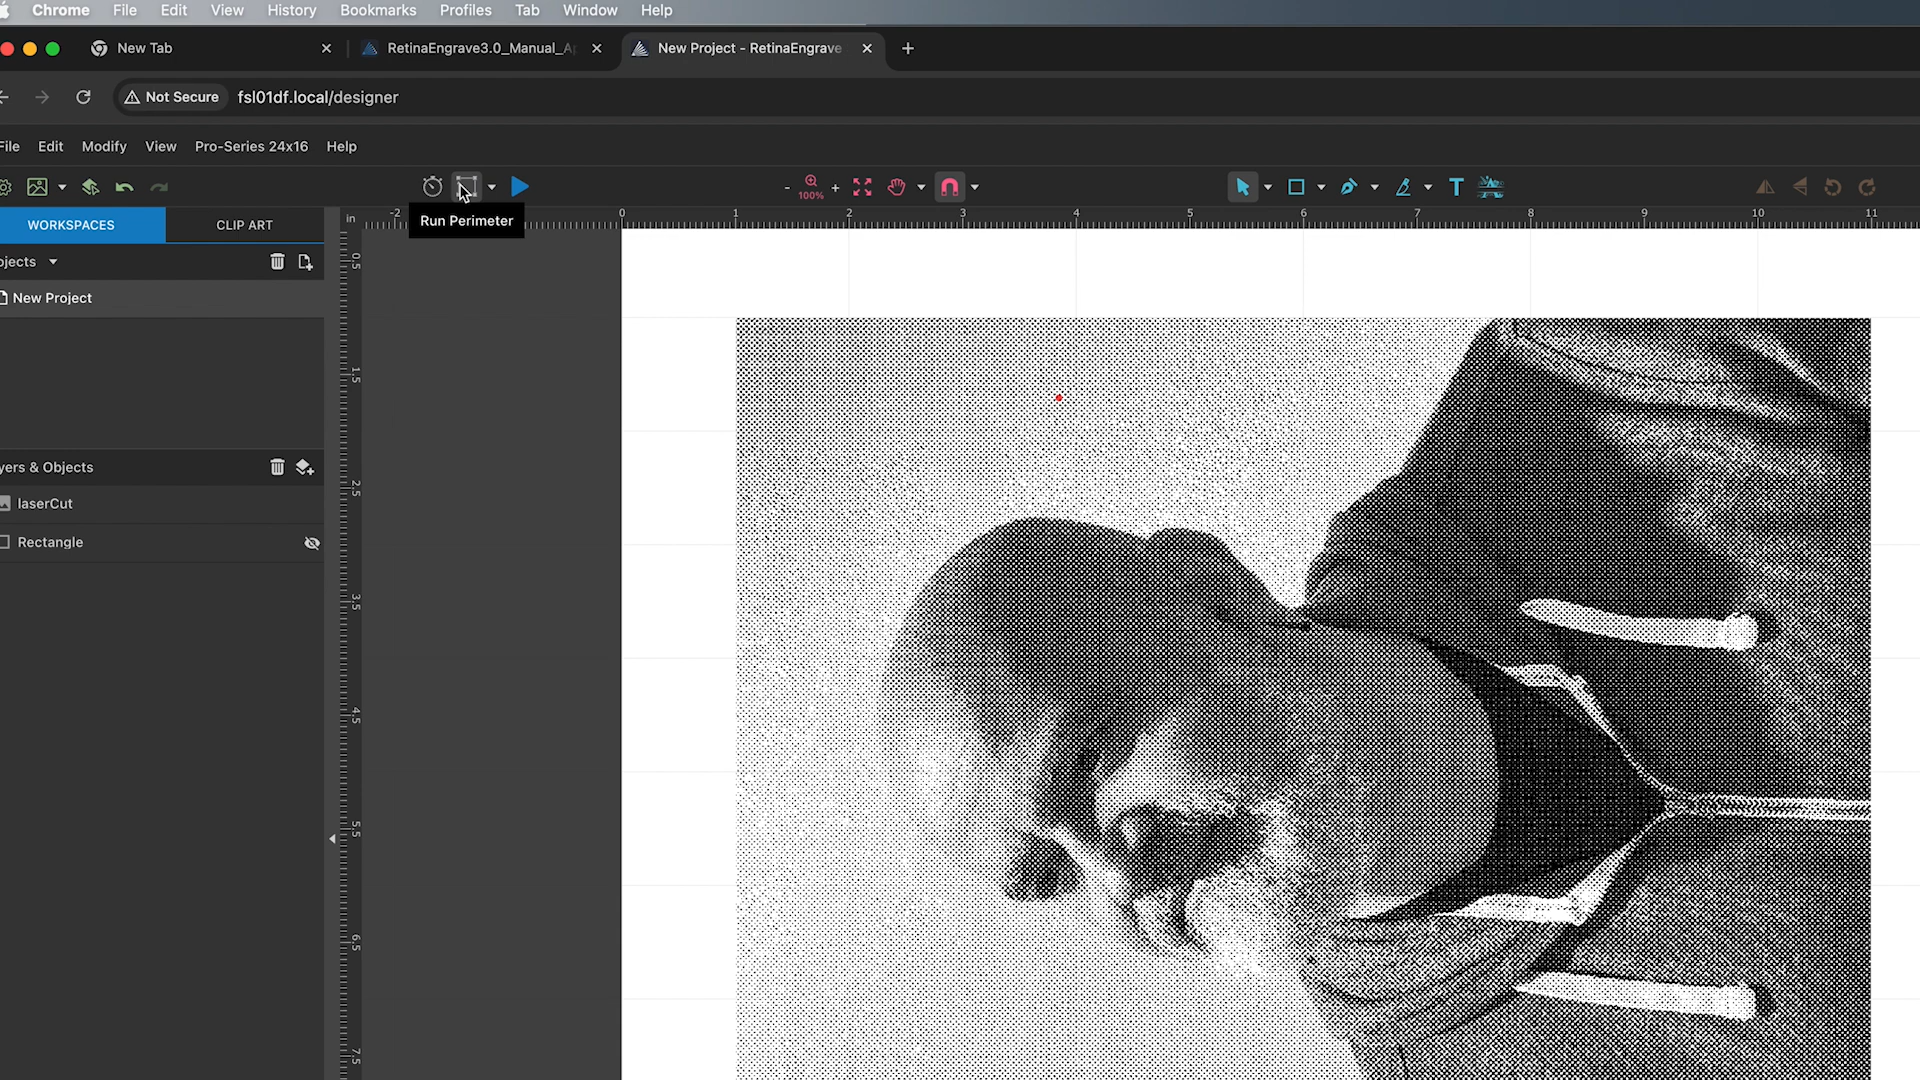 Chrome File Edit View History Bookmarks Profiles Tab Window Help
New Tab RetinaEngrave3.0_Manual_A New Project - RetinaEngrave
Not Secure fsl01df.local/designer
File Edit Modify View Pro-Series 24x16 Help
- 100% +
T
Run Perimeter
WORKSPACES CLIP ART
in -2 0 1 2 3 4 5 6 7 8 9 10 11
jects
0.5
New Project
1.5
yers & Objects
2.5
laserCut
Rectangle
3.5
4.5
5.5
6.5
7.5